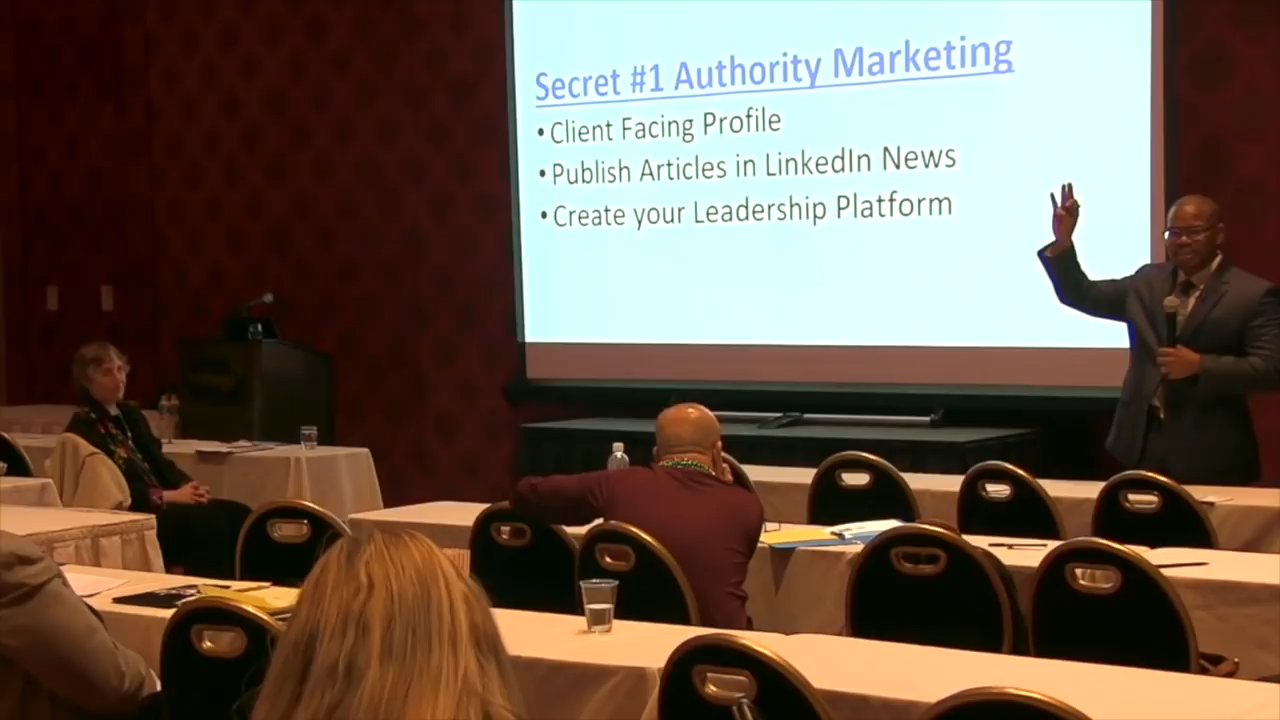 Secret #1 Authority Marketing
•Client Facing Profile
•Publish Articles in LinkedIn News
•Create your Leadership Platform